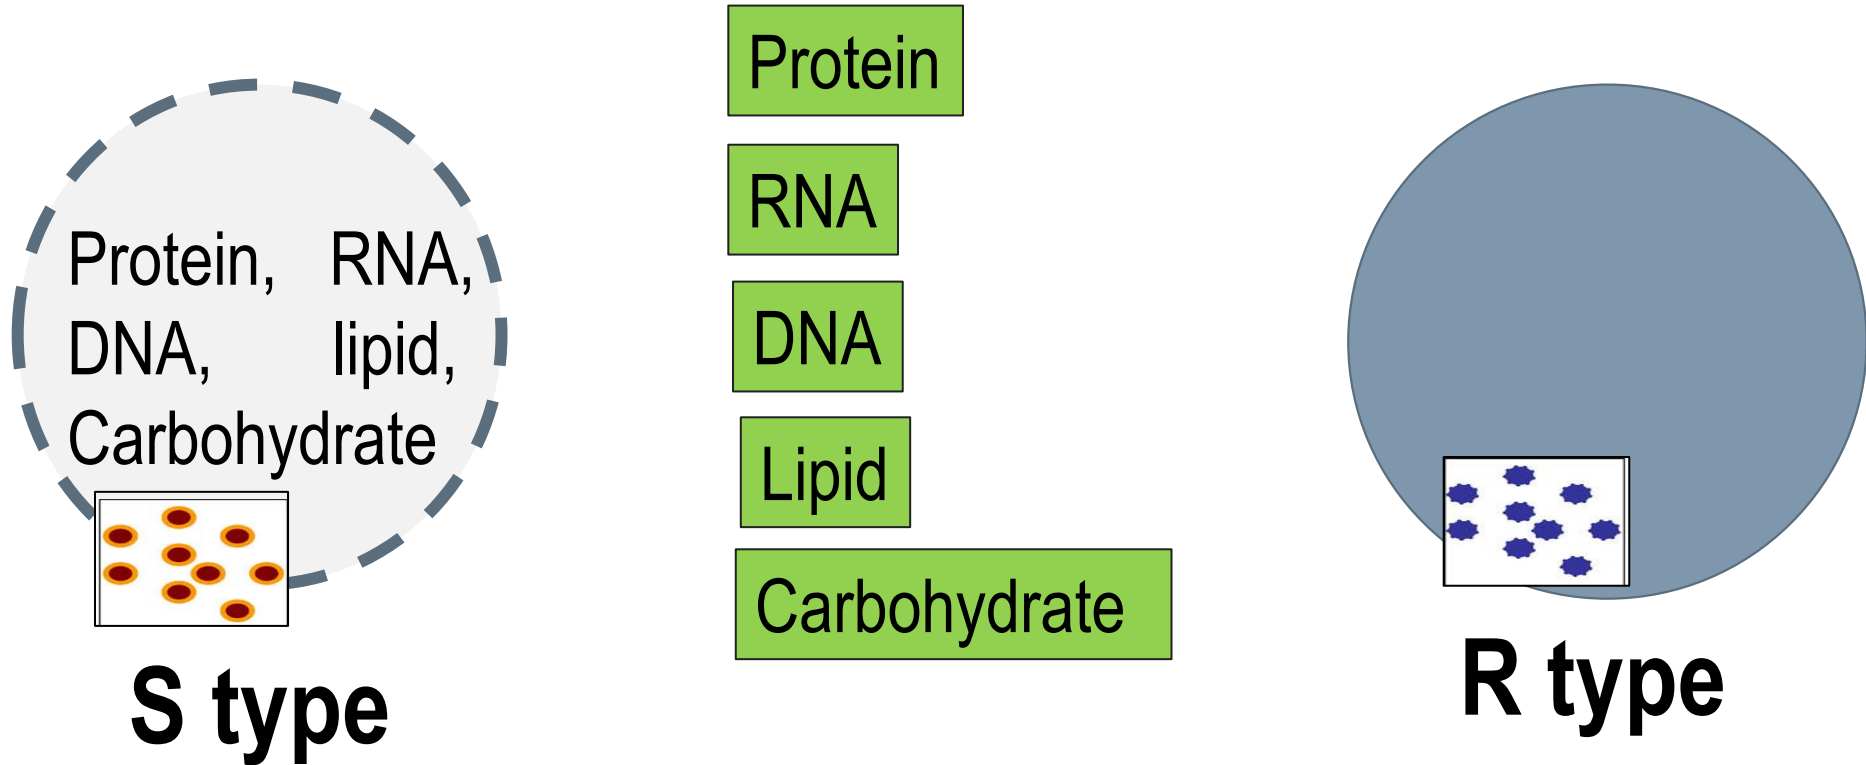 Protein, RNA,
DNA, lipid,
Carbohydrate
S type
Protein
RNA
DNA
Lipid
Carbohydrate
R type